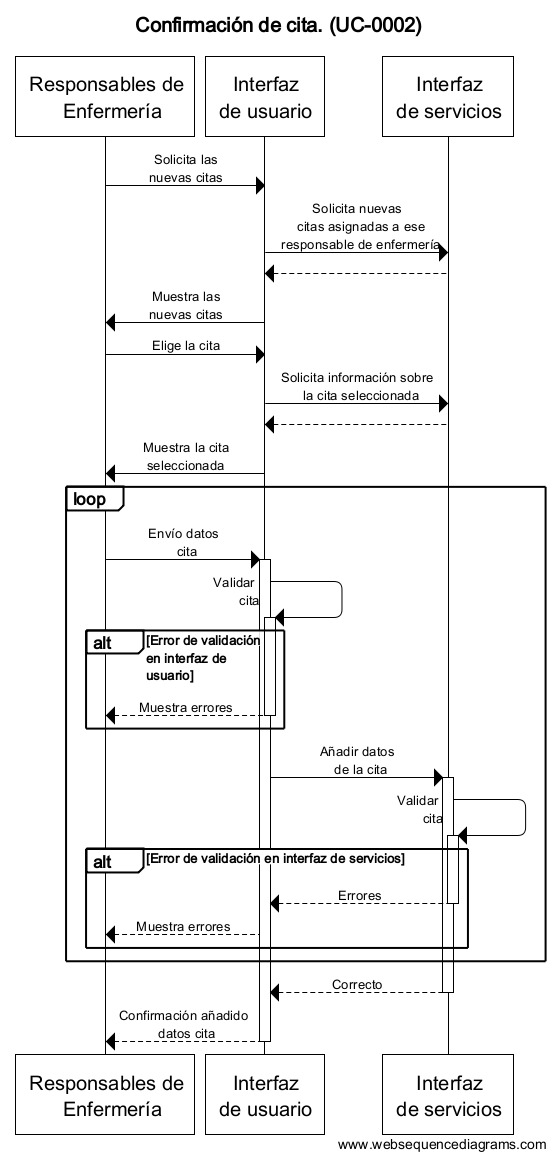 Confirmación de cita. (UC-0002)
Responsables de
Enfermería
Interfaz
de usuario
Interfaz
de servicios
Solicita las
nuevas citas
Solicita nuevas
citas asignadas a ese
responsable de enfermería
Muestra las
nuevas citas
Elige la cita
Solicita información sobre
la cita seleccionada
Muestra la cita
seleccionada
loop
Envío datos
cita
Validar
cita
alt
[Error de validación
en interfaz de
usuario]
Muestra errores
Añadir datos
de la cita
Validar
cita
alt
[Error de validación en interfaz de servicios]
Errores
Muestra errores
Correcto
Confirmación añadido
datos cita
Responsables de
Enfermería
Interfaz
de usuario
Interfaz
de servicios
www.websequencediagrams.com